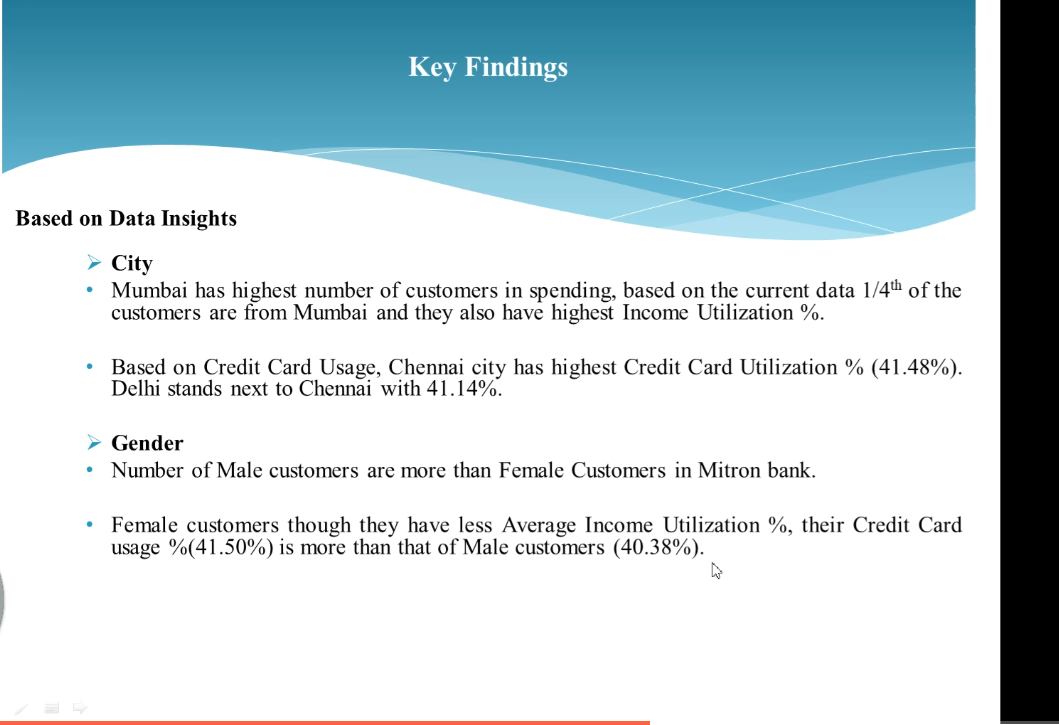 Key Findings
Based on Data Insights
➢ City
• Mumbai has highest number of customers in spending, based on the current data 1/4th of the
customers are from Mumbai and they also have highest Income Utilization %.
• Based on Credit Card Usage, Chennai city has highest Credit Card Utilization % (41.48%).
Delhi stands next to Chennai with 41.14%.
➢ Gender
• Number of Male customers are more than Female Customers in Mitron bank.
• Female customers though they have less Average Income Utilization %, their Credit Card
usage %(41.50%) is more than that of Male customers (40.38%).